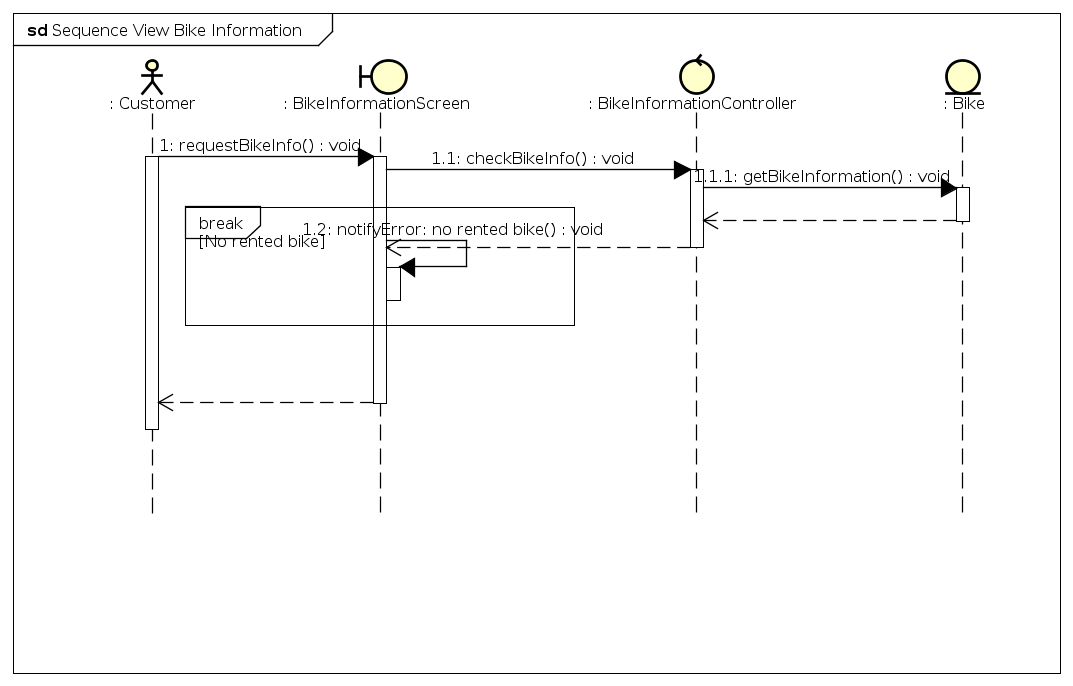 sd Sequence View Bike Information
: Customer
: BikeInformationScreen
: BikeInformationController
: Bike
1: requestBikeInfo() : void
1.1: checkBikeInfo() : void
1.1.1: getBikeInformation() : void
break
1.2: notifyError: no rented bike() : void
[No rented bike]